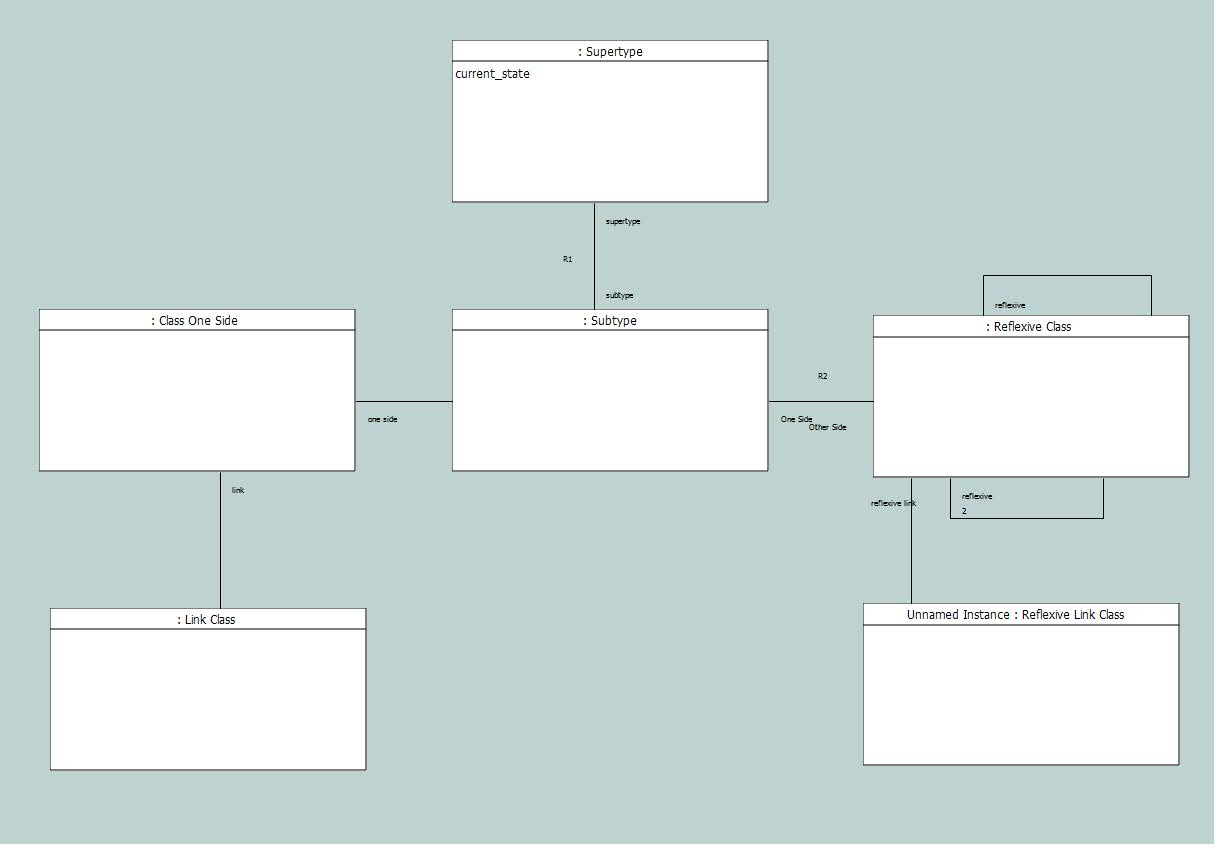 : Supertype
current_state
supertype
R1
subtype
reflexive
: Class One Side
: Subtype
: Reflexive Class
R2
one side
One Side
Other Side
link
reflexive link
reflexive
2
: Link Class
Unnamed Instance : Reflexive Link Class